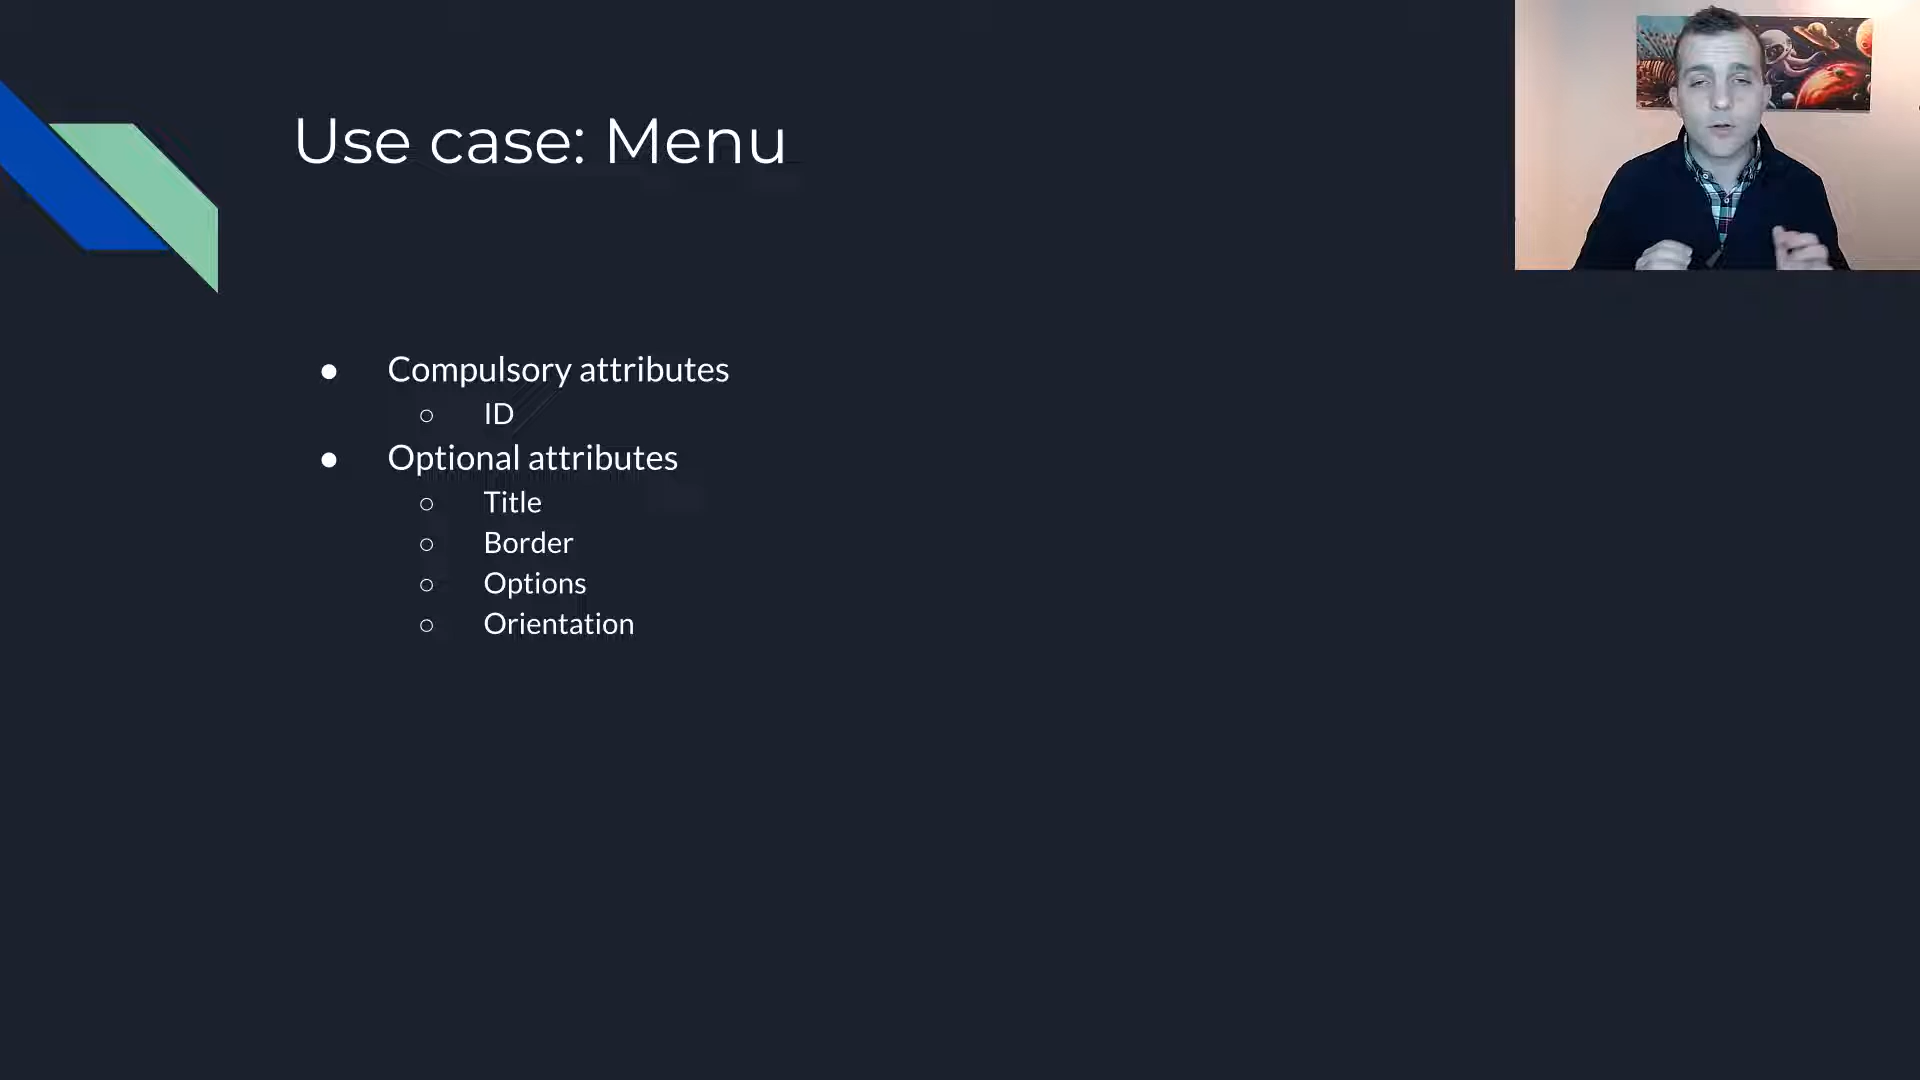 Use case: Menu
● Compulsory attributes
○ ID
● Optional attributes
○ Title
○ Border
○ Options
○ Orientation